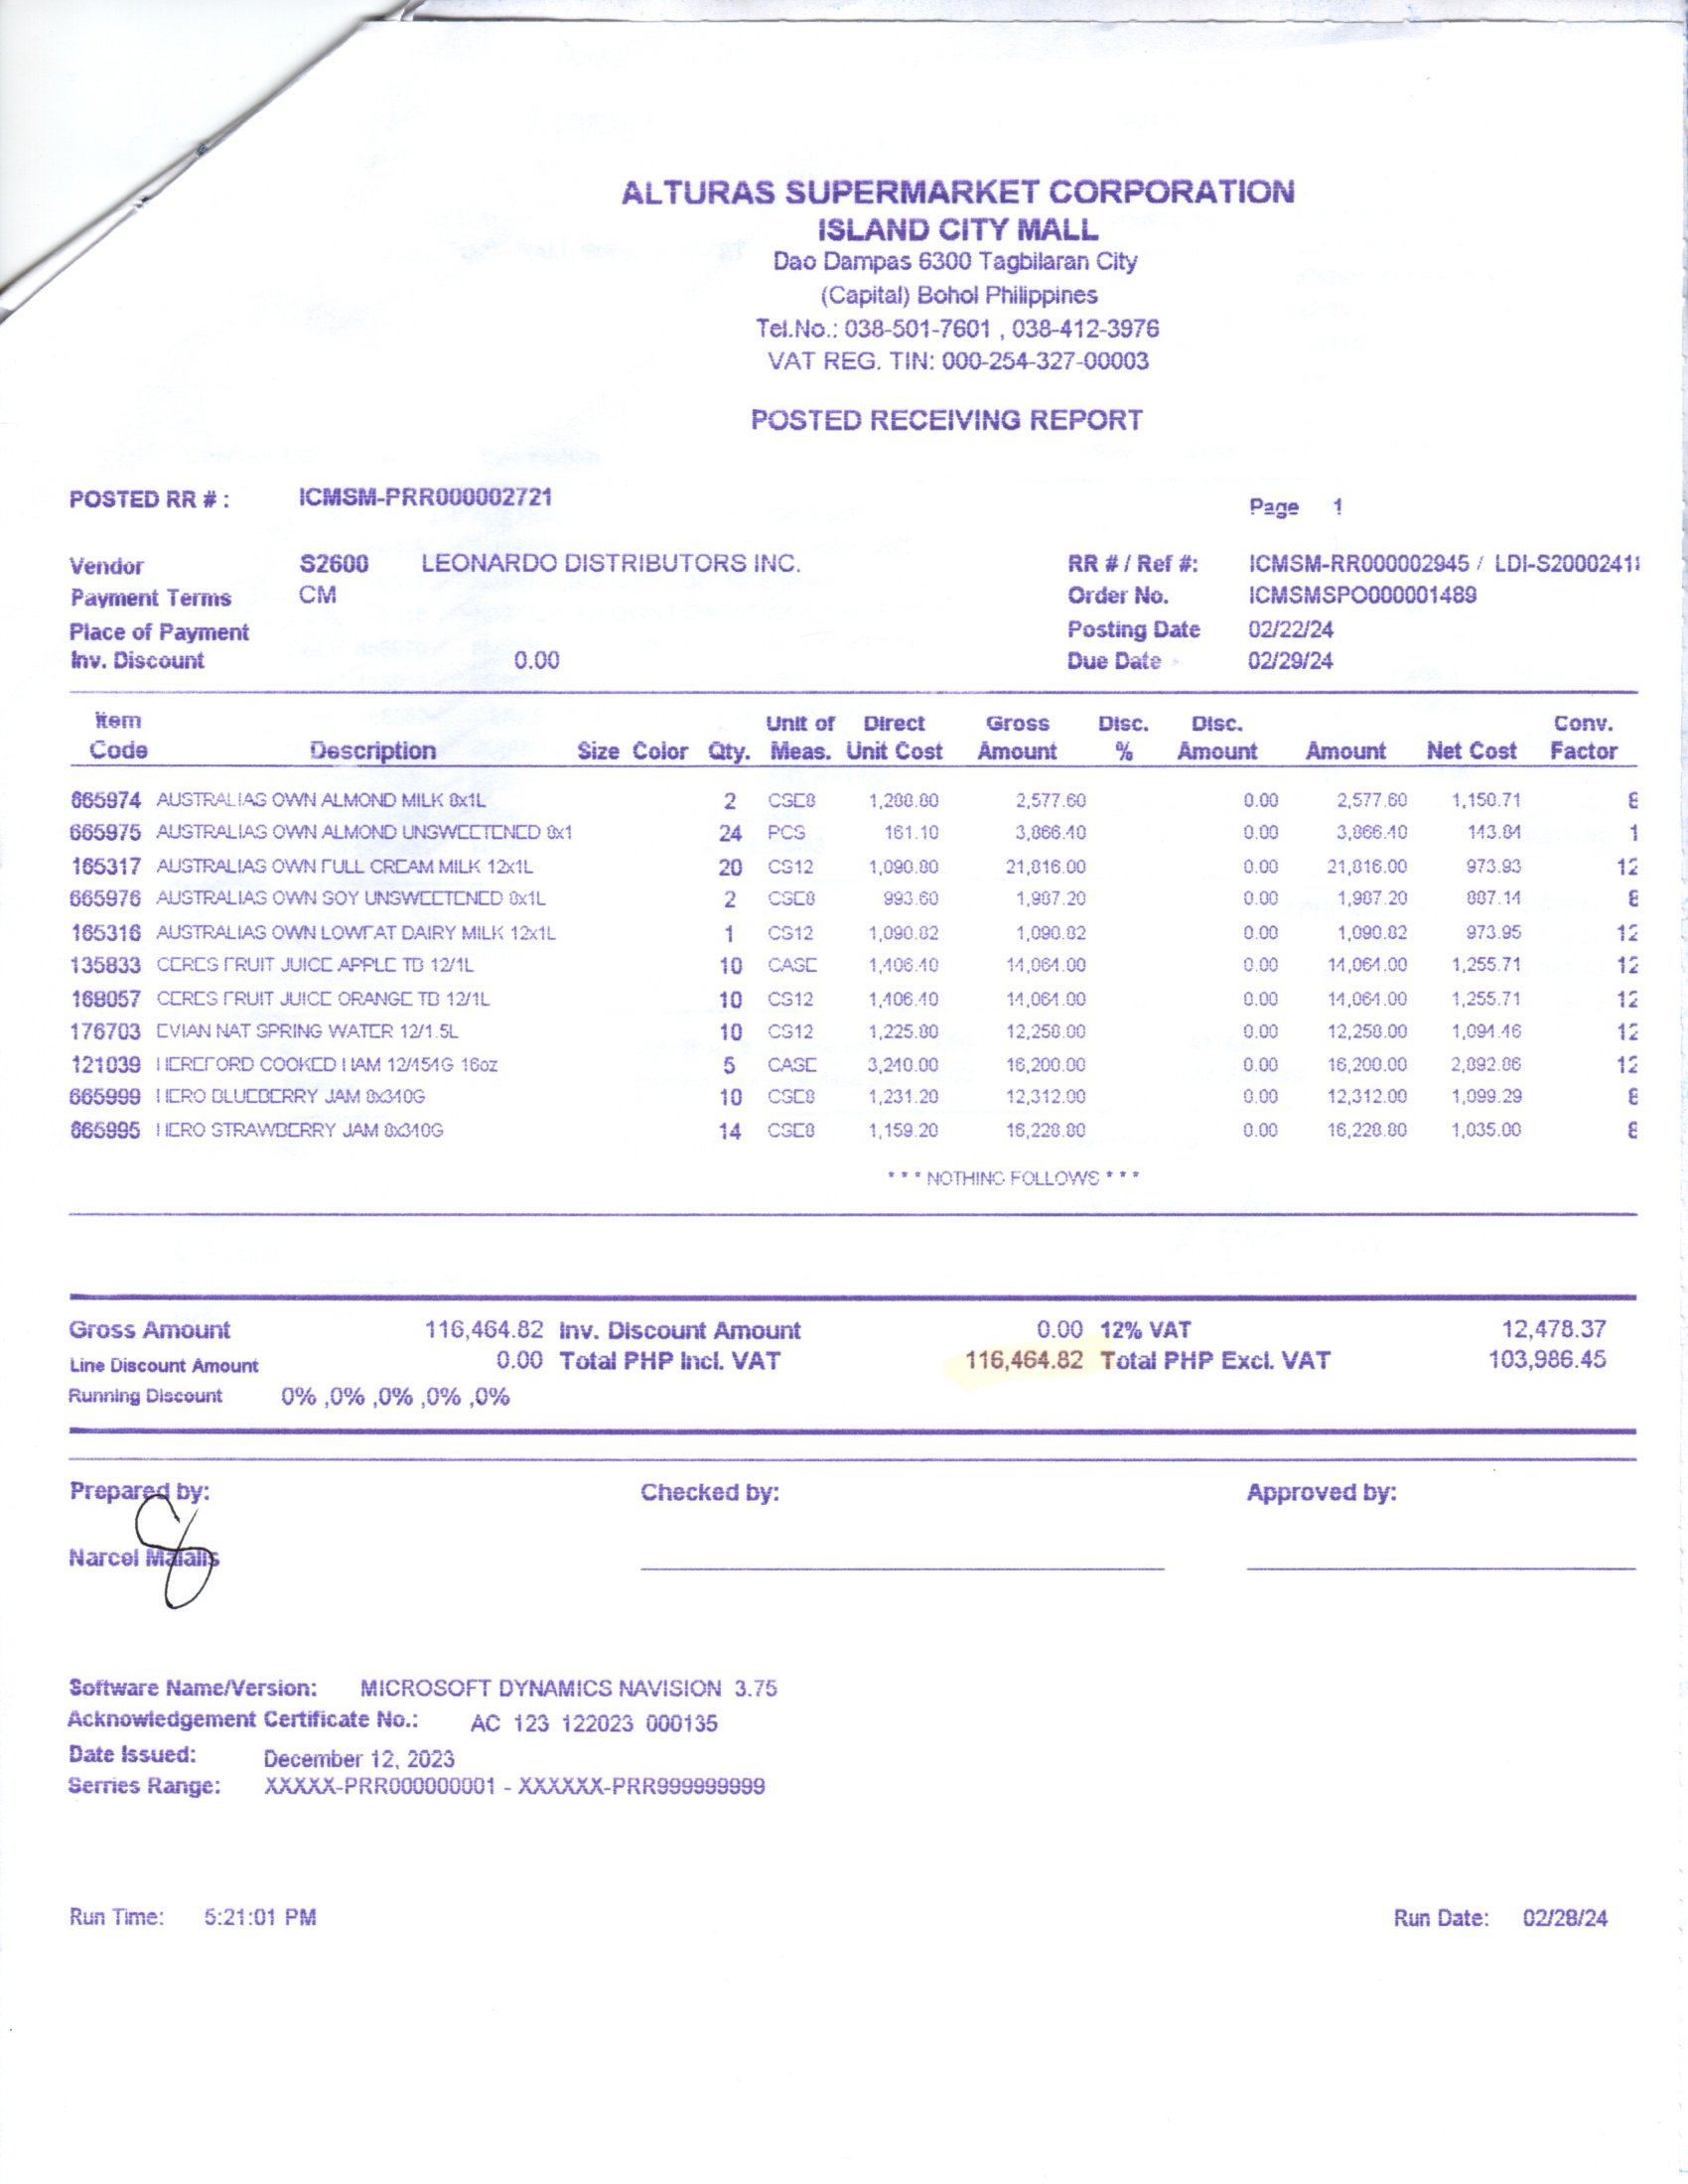 ALTURAS SUPERMARKET CORPORATION
ISLAND CITY MALL
Dao Dampas 6300 Tagbilaran City
(Capital) Bohol Philippines
Tel.No.: 038-501-7601 , 038-412-3976
VAT REG. TIN: 000-254-327-00003
POSTED RECEIVING REPORT
POSTED RR # : ICMSM-PRR000002721
Page 1
Vendor S2600 LEONARDO DISTRIBUTORS INC. RR # / Ref #: ICMSM-RR000002945 / LDI-S2000241
Payment Terms CM Order No. ICMSMSPO000001489
Place of Payment Posting Date 02/22/24
Inv. Discount 0.00 Due Date 02/29/24
Item Unit of Direct Gross Disc. Disc. Conv.
Code Description Size Color Qty. Meas. Unit Cost Amount % Amount Amount Net Cost Factor
665974 AUSTRALIAS OWN ALMOND MILK 8x1L 2 CSE8 1,288.80 2,577.60 0.00 2,577.60 1,150.71 8
665975 AUSTRALIAS OWN ALMOND UNSWEETENED 8x1 24 PCS 161.10 3,866.40 0.00 3,866.40 143.84 1
165317 AUSTRALIAS OWN FULL CREAM MILK 12x1L 20 CS12 1,090.80 21,816.00 0.00 21,816.00 973.93 12
665976 AUSTRALIAS OWN SOY UNSWEETENED 8x1L 2 CSE8 993.60 1,987.20 0.00 1,987.20 887.14 8
165316 AUSTRALIAS OWN LOWFAT DAIRY MILK 12x1L 1 CS12 1,090.82 1,090.82 0.00 1,090.82 973.95 12
135833 CERES FRUIT JUICE APPLE TB 12/1L 10 CASE 1,406.40 14,064.00 0.00 14,064.00 1,255.71 12
168057 CERES FRUIT JUICE ORANGE TB 12/1L 10 CS12 1,406.40 14,064.00 0.00 14,064.00 1,255.71 12
176703 EVIAN NAT SPRING WATER 12/1.5L 10 CS12 1,225.80 12,258.00 0.00 12,258.00 1,094.46 12
121039 HEREFORD COOKED HAM 12/454G 16oz 5 CASE 3,240.00 16,200.00 0.00 16,200.00 2,892.86 12
665999 HERO BLUEBERRY JAM 8x340G 10 CSE8 1,231.20 12,312.00 0.00 12,312.00 1,099.29 8
665995 HERO STRAWBERRY JAM 8x340G 14 CSE8 1,159.20 16,228.80 0.00 16,228.80 1,035.00 8
* * * NOTHING FOLLOWS * * *
Gross Amount 116,464.82 Inv. Discount Amount 0.00 12% VAT 12,478.37
Line Discount Amount 0.00 Total PHP Incl. VAT 116,464.82 Total PHP Excl. VAT 103,986.45
Running Discount 0% ,0% ,0% ,0% ,0%
Prepared by: Checked by: Approved by:
Narcel
Software Name/Version: MICROSOFT DYNAMICS NAVISION 3.75
Acknowledgement Certificate No.: AC 123 122023 000135
Date Issued: December 12, 2023
Serries Range: XXXXX-PRR000000001 - XXXXXX-PRR999999999
Run Time: 5:21:01 PM Run Date: 02/28/24